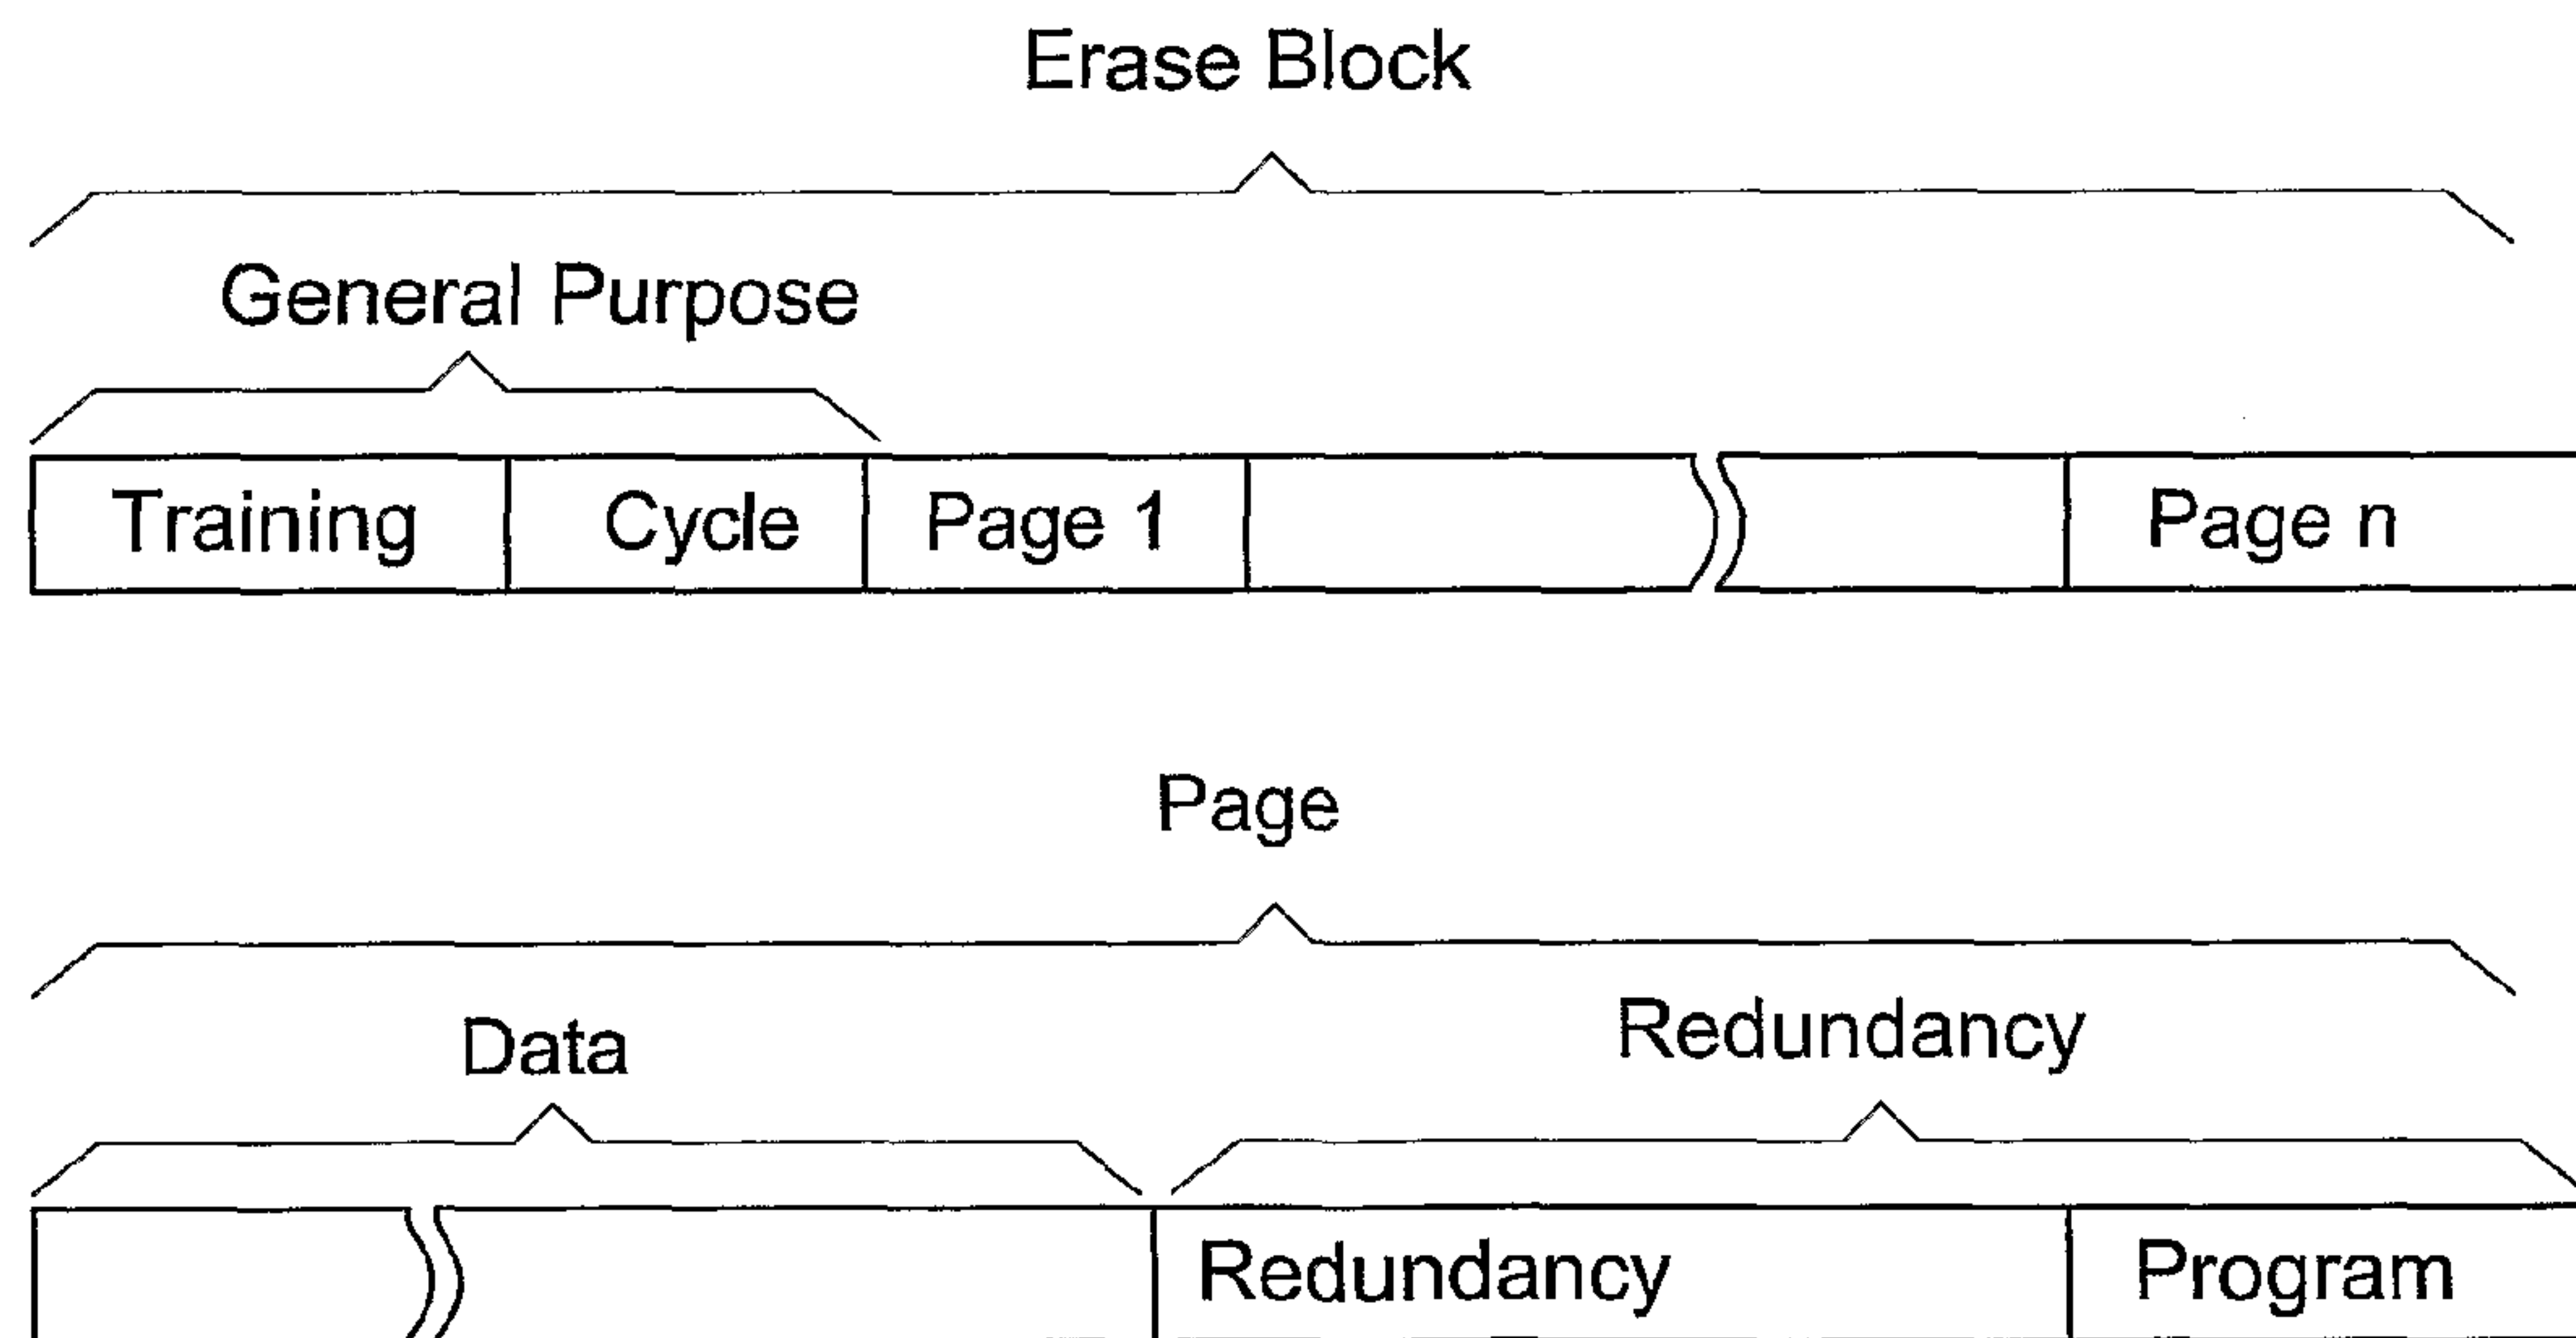 Erase Block
General Purpose
Training Cycle Page 1 Page n
Page
Data Redundancy
Redundancy Program